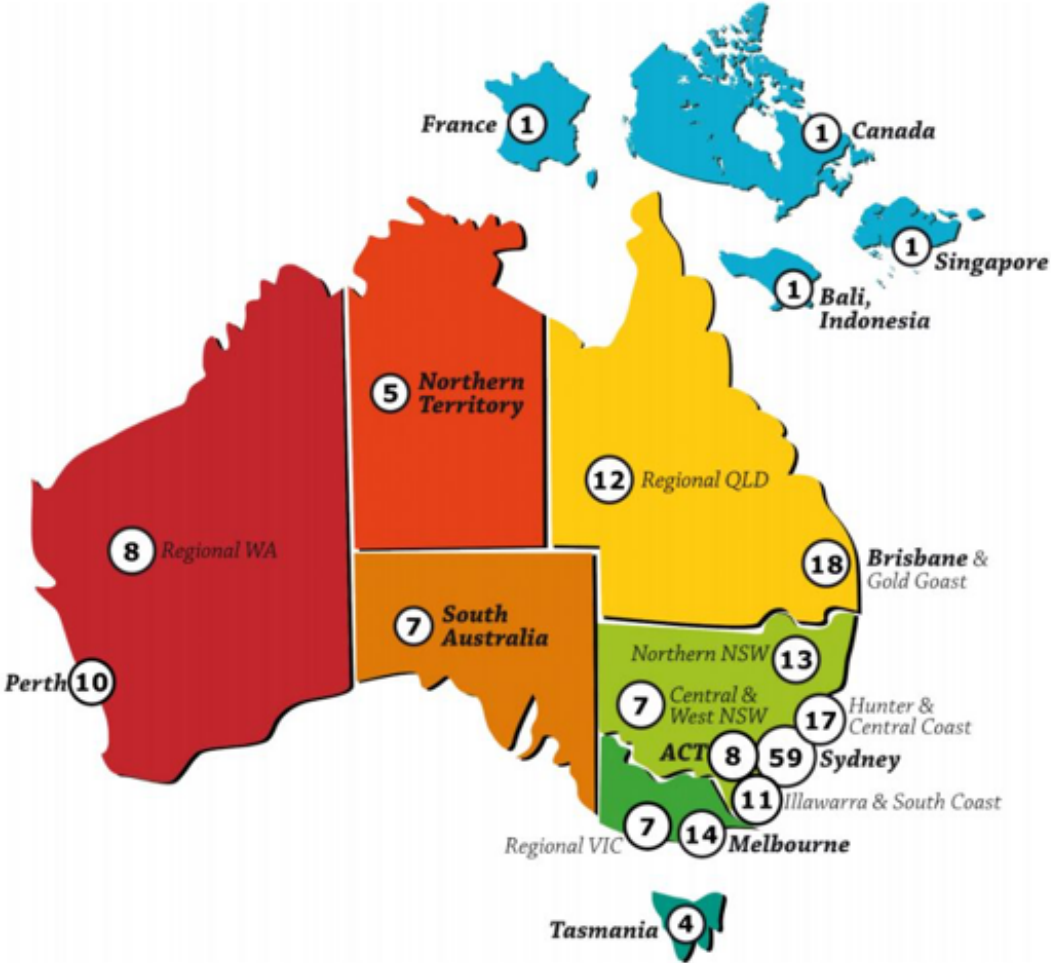 France 1
1 Canada
1
Singapore
1 Bali,
Indonesia
5 Northern
Territory
12 Regional QLD
8 Regional WA
18 Brisbane &
Gold Goast
7 South
Australia
Northern NSW 13
Perth 10
7 Central &
West NSW
17 Hunter &
Central Coast
ACT 8 59 Sydney
11 Illawarra & South Coast
Regional VIC 7 14 Melbourne
Tasmania 4